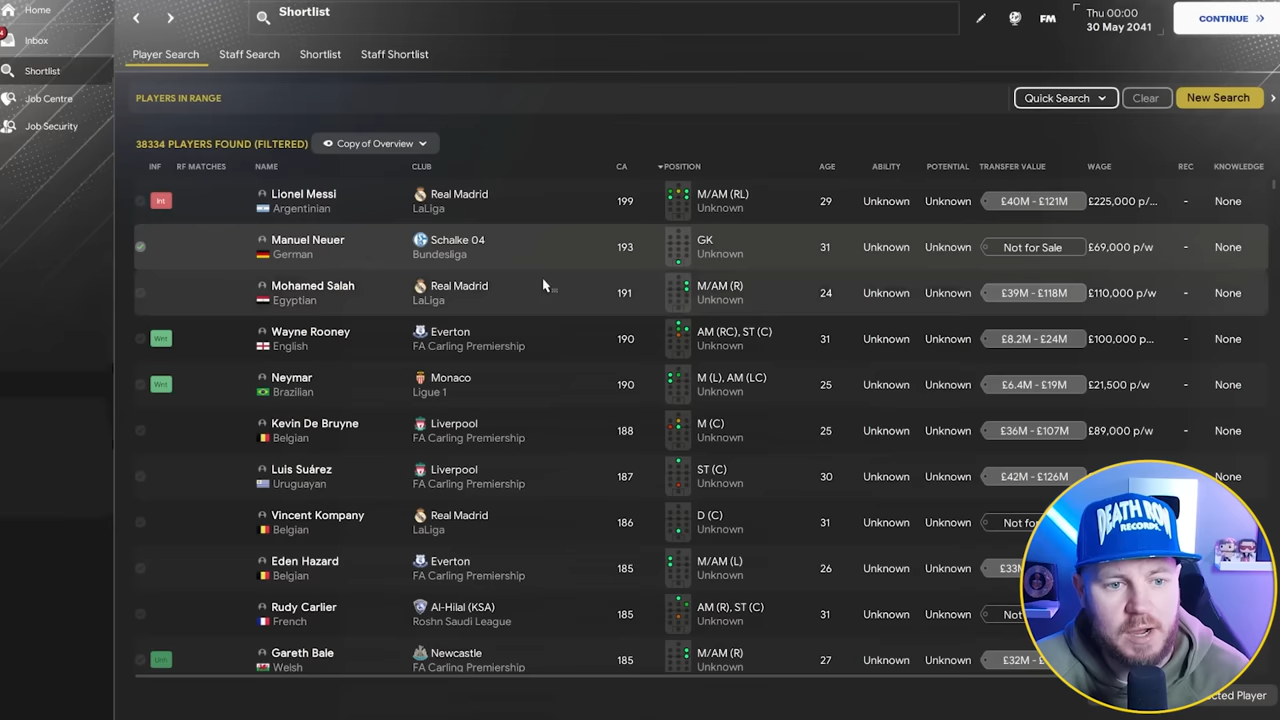 Home
Shortlist
Thu 00:00
30 May 2041
FM
CONTINUE
4
Inbox
Shortlist
Job Centre
Job Security
Player Search Staff Search Shortlist Staff Shortlist
PLAYERS IN RANGE
Quick Search Clear New Search
38334 PLAYERS FOUND (FILTERED) Copy of Overview
INF RF MATCHES NAME CLUB CA POSITION AGE ABILITY POTENTIAL TRANSFER VALUE WAGE REC KNOWLEDGE
Int Lionel Messi Real Madrid 199 M/AM (RL) 29 Unknown Unknown £40M - £121M £225,000 p/... - None
Argentinian LaLiga Unknown
Manuel Neuer Schalke 04 193 GK 31 Unknown Unknown Not for Sale £69,000 p/w - None
German Bundesliga Unknown
Mohamed Salah Real Madrid 191 M/AM (R) 24 Unknown Unknown £39M - £118M £110,000 p/w - None
Egyptian LaLiga Unknown
Wnt Wayne Rooney Everton 190 AM (RC), ST (C) 31 Unknown Unknown £8.2M - £24M £100,000 p... - None
English FA Carling Premiership Unknown
Wnt Neymar Monaco 190 M (L), AM (LC) 25 Unknown Unknown £6.4M - £19M £21,500 p/w - None
Brazilian Ligue 1 Unknown
Kevin De Bruyne Liverpool 188 M (C) 25 Unknown Unknown £36M - £107M £89,000 p/w - None
Belgian FA Carling Premiership Unknown
Luis Suárez Liverpool 187 ST (C) 30 Unknown Unknown £42M - £126M
Uruguayan FA Carling Premiership Unknown
Vincent Kompany Real Madrid 186 D (C) 31 Unknown Unknown Not fo
Belgian LaLiga Unknown
Eden Hazard Everton 185 M/AM (L) 26 Unknown Unknown £33M
Belgian FA Carling Premiership Unknown
Rudy Carlier Al-Hilal (KSA) 185 AM (R), ST (C) 31 Unknown Unknown Not
French Roshn Saudi League Unknown
Unh Gareth Bale Newcastle 185 M/AM (R) 27 Unknown Unknown £32M - £
Welsh FA Carling Premiership Unknown
DEATH ROW
RECORDS
cted Player